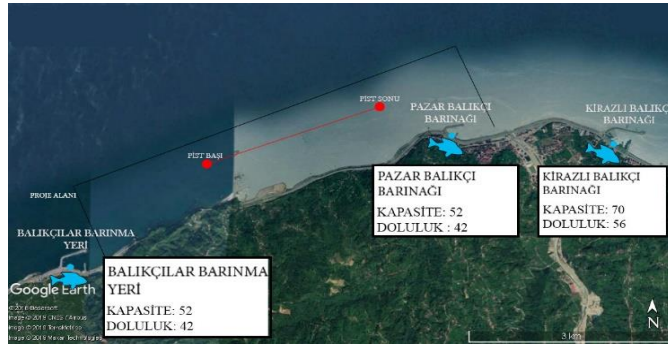 PİST SONU
PAZAR BALIKÇI
BARINAĞI
KİRAZLI BALIKÇ
BARINAĞI
PİST BAŞI
PAZAR BALIKÇI
BARINAĞI
KAPASİTE: 52
DOLULUK : 42
KİRAZLI BALIKÇI
BARINAĞI
KAPASİTE: 70
DOLULUK: 56
PROJE ALANI
BALIKÇILAR BARINMA
YERİ
BALIKÇILAR BARINMA
YERİ
KAPASİTE: 52
DOLULUK: 42
Google Earth
N
3 km